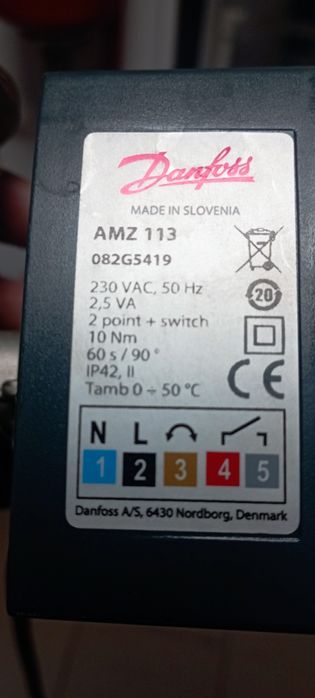 Danfoss
MADE IN SLOVENIA
AMZ 113
082G5419
230 VAC, 50 Hz
2,5 VA
20
2 point + switch
10 Nm
60 s / 90 °
IP42, II
Tamb 0 ÷ 50 °C
CE
N L
1 2 3 4 5
Danfoss A/S, 6430 Nordborg, Denmark